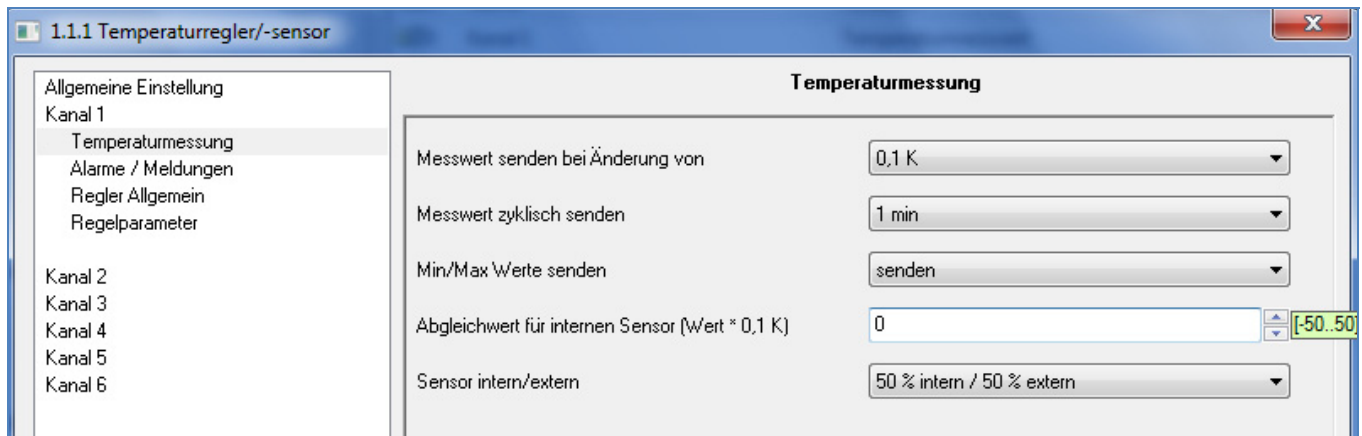 1.1.1 Temperaturregler/-sensor
Allgemeine Einstellung
Kanal 1
Temperaturmessung
Alarme / Meldungen
Regler Allgemein
Regelparameter
Kanal 2
Kanal 3
Kanal 4
Kanal 5
Kanal 6
Temperaturmessung
Messwert senden bei Änderung von 0,1 K
Messwert zyklisch senden 1 min
Min/Max Werte senden senden
Abgleichwert für internen Sensor (Wert * 0,1 K) 0 [-50..50]
Sensor intern/extern 50 % intern / 50 % extern